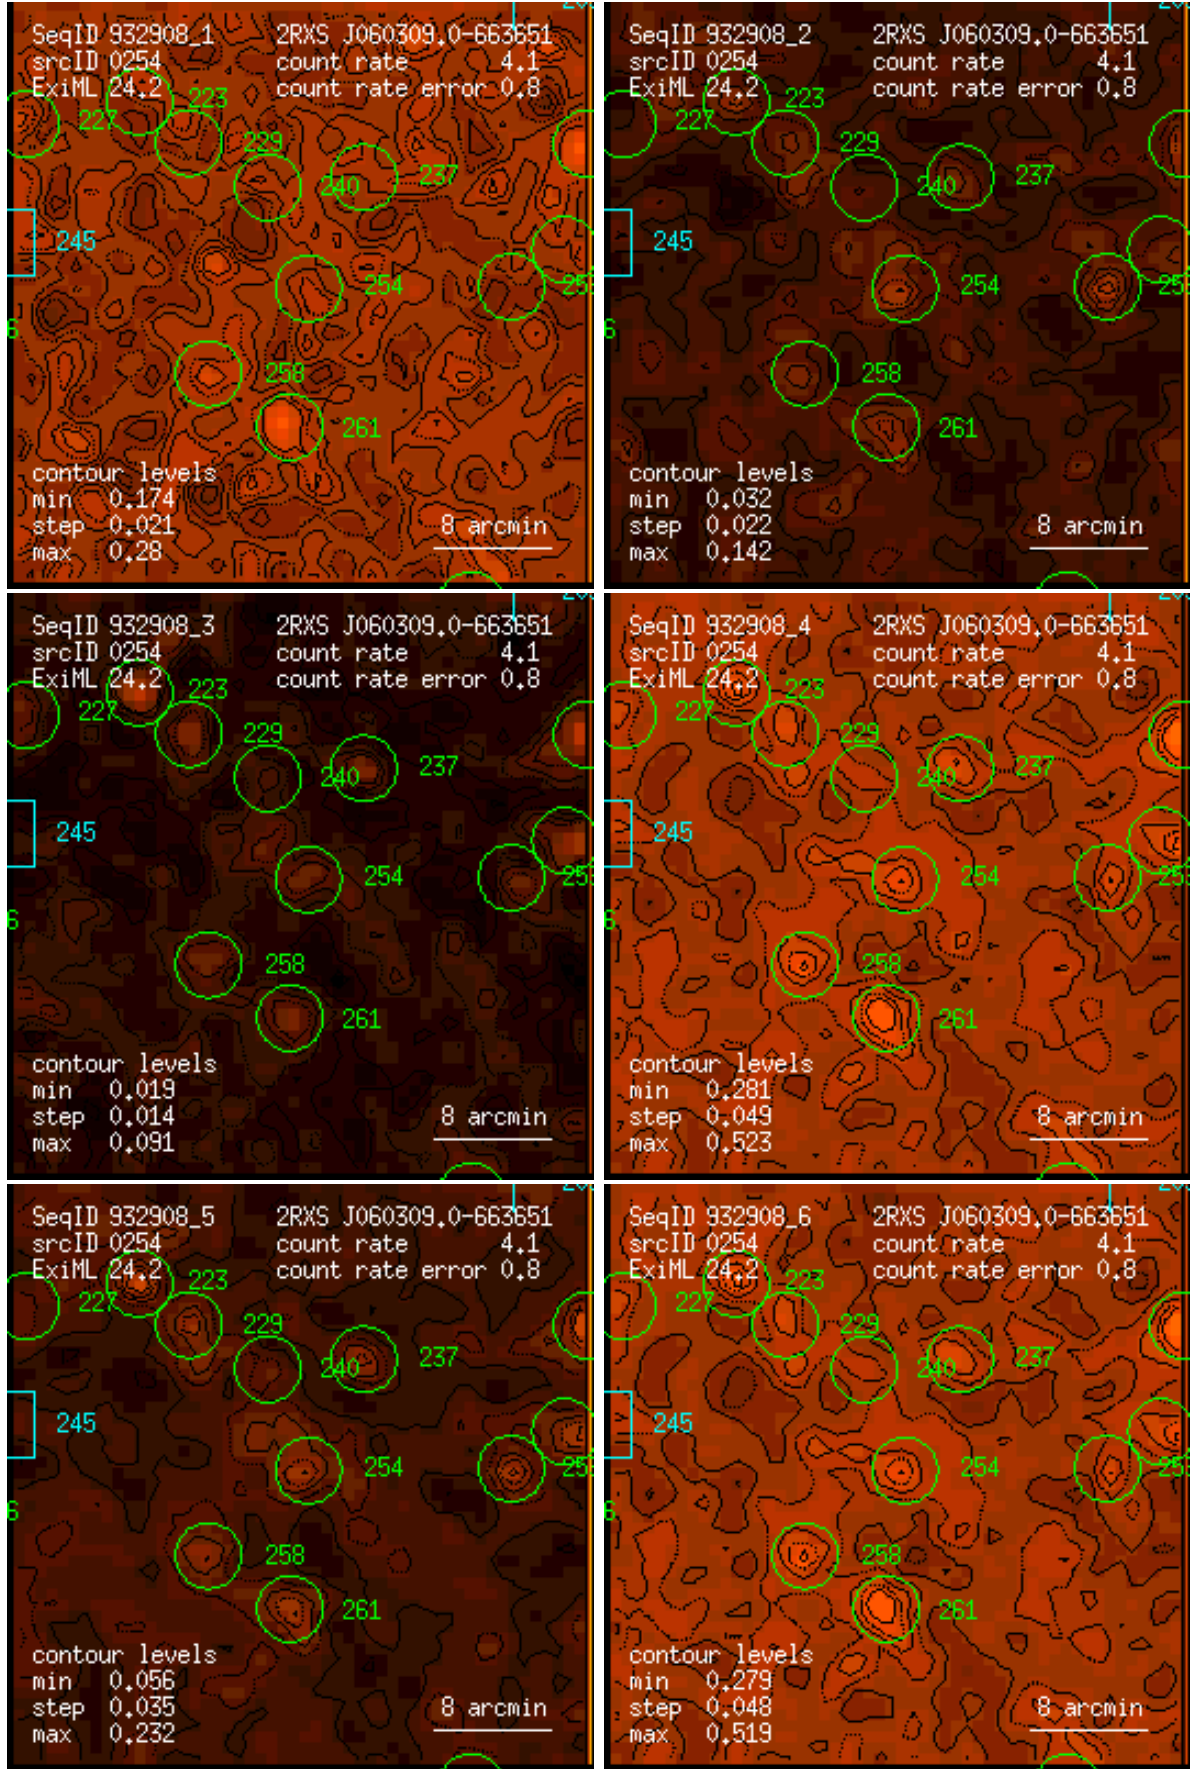 SeqID 932908_1 2RXS J060309.0-663651
srcID 0254 count rate 4.1
ExiML 24.2 count rate error 0.8
223
227
229
240 237
245
254
258
261
contour levels
min 0.174
step 0.021
max 0.28
8 arcmin
SeqID 932908_2 2RXS J060309.0-663651
srcID 0254 count rate 4.1
ExiML 24.2 count rate error 0.8
223
227
229
240 237
245
254
258
261
contour levels
min 0.032
step 0.022
max 0.142
8 arcmin
SeqID 932908_3 2RXS J060309.0-663651
srcID 0254 count rate 4.1
ExiML 24.2 count rate error 0.8
223
227
229
240 237
245
254
258
261
contour levels
min 0.019
step 0.014
max 0.091
8 arcmin
SeqID 932908_4 2RXS J060309.0-663651
srcID 0254 count rate 4.1
ExiML 24.2 count rate error 0.8
223
227
229
240 237
245
254
258
261
contour levels
min 0.281
step 0.049
max 0.523
8 arcmin
SeqID 932908_5 2RXS J060309.0-663651
srcID 0254 count rate 4.1
ExiML 24.2 count rate error 0.8
223
227
229
240 237
245
254
258
261
contour levels
min 0.056
step 0.035
max 0.232
8 arcmin
SeqID 932908_6 2RXS J060309.0-663651
srcID 0254 count rate 4.1
ExiML 24.2 count rate error 0.8
223
227
229
240 237
245
254
258
261
contour levels
min 0.279
step 0.048
max 0.519
8 arcmin